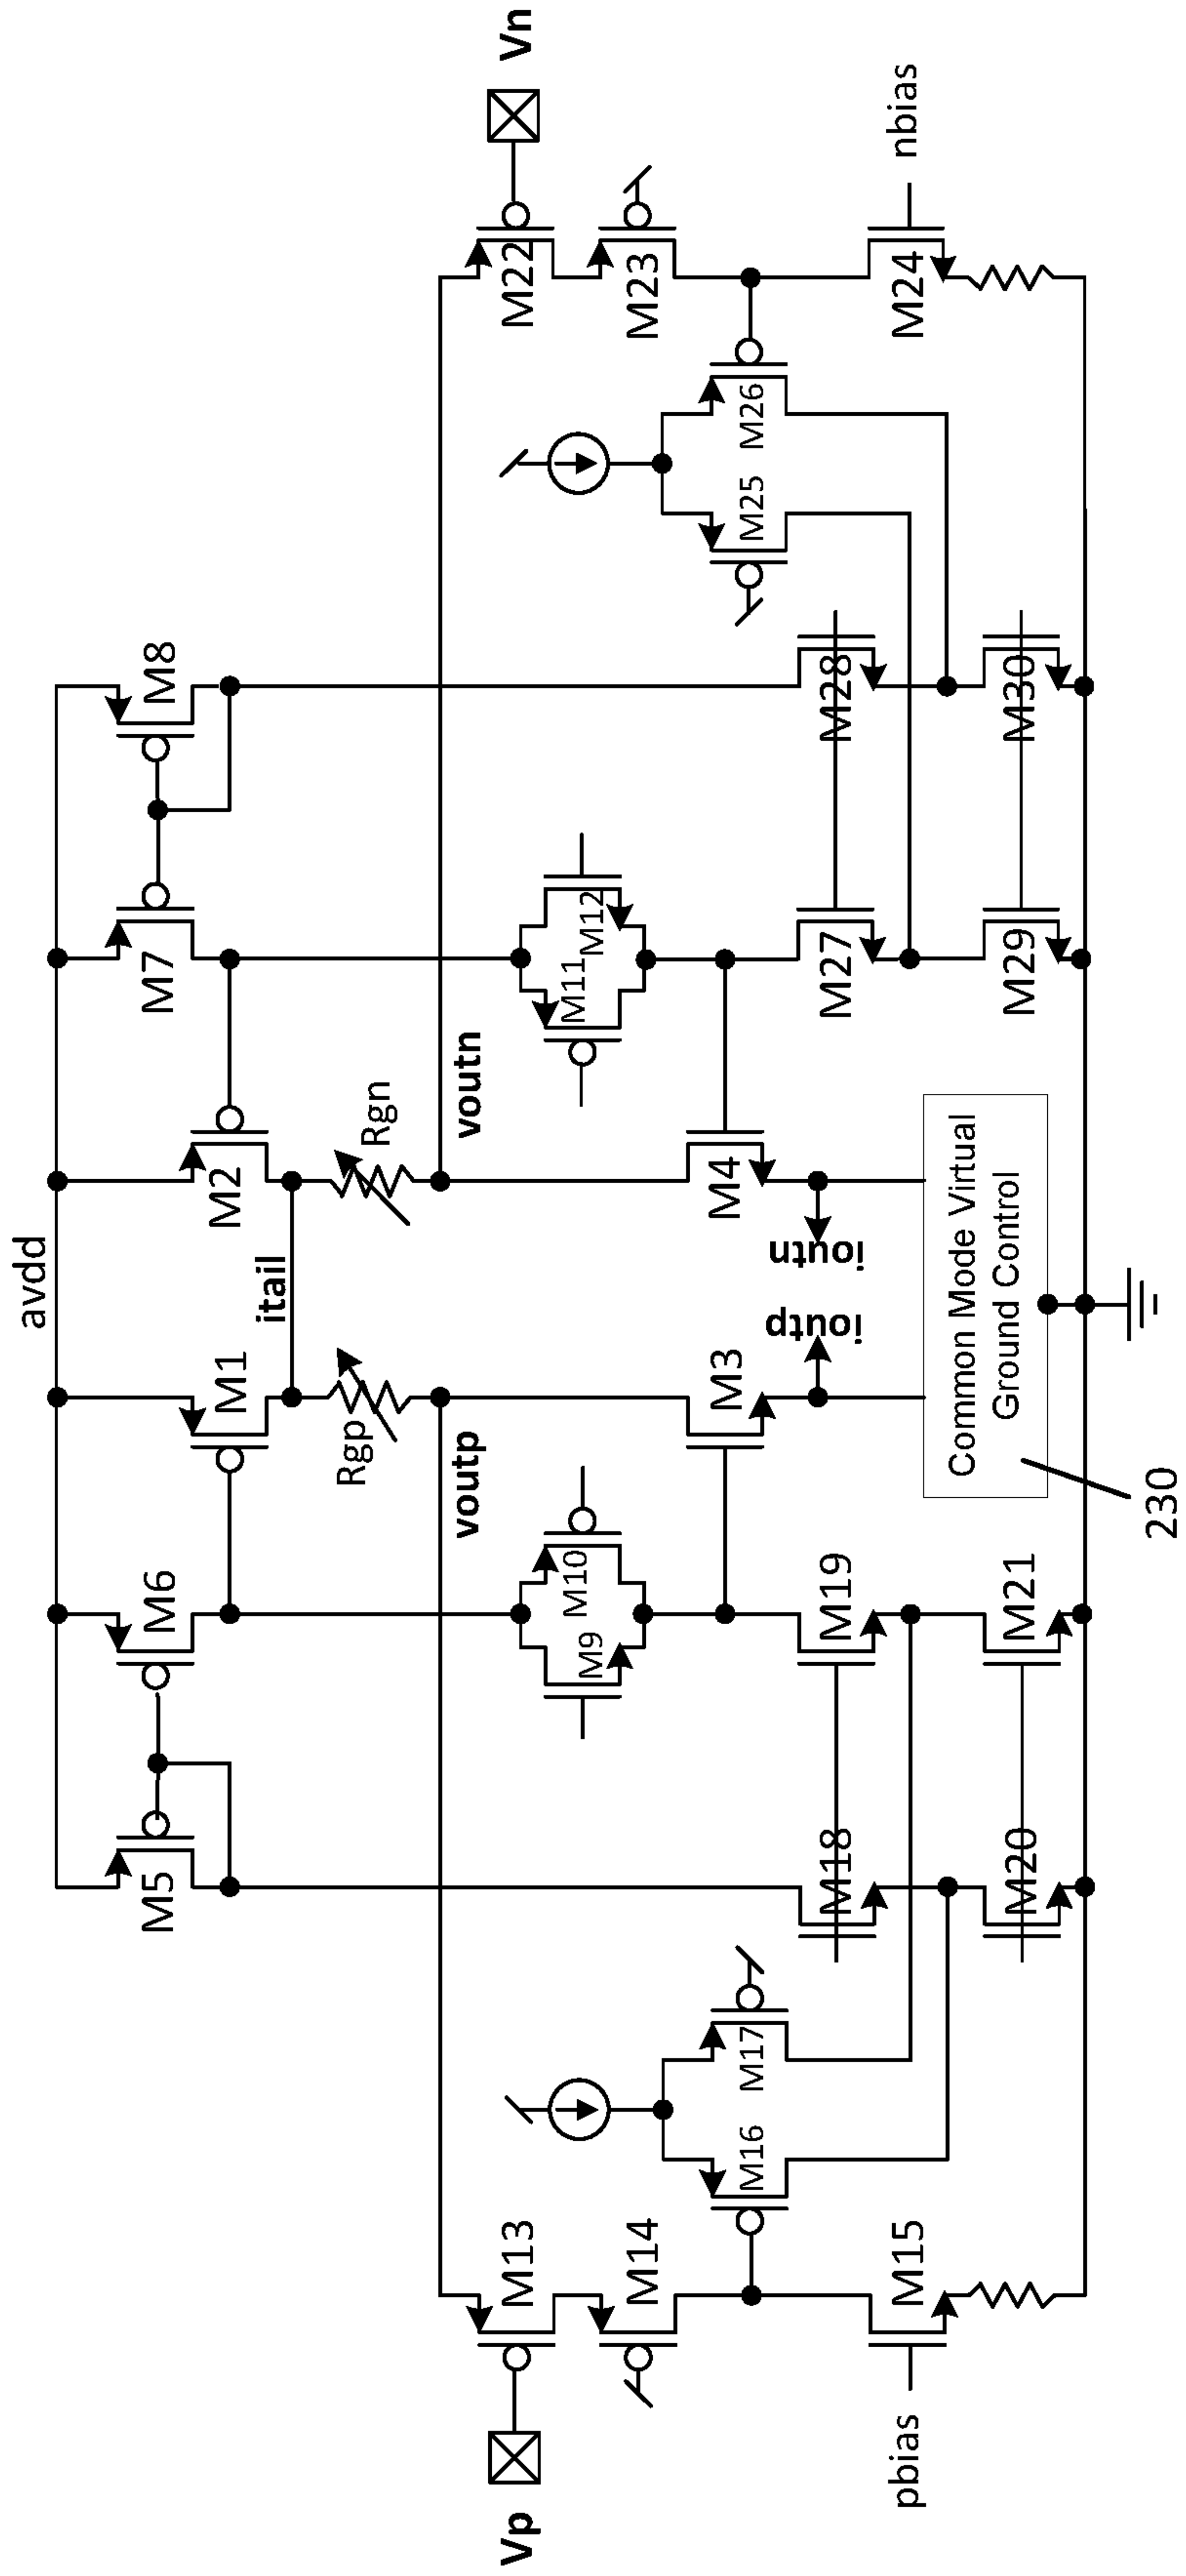 avdd
M5
M6
M1
M2
M7
M8
itail
Rgp
Rgn
voutp
voutn
Vp
M13
M14
M9
M10
M11
M12
M22
M23
Vn
M16
M17
M3
M4
M25
M26
ioutp
ioutn
pbias
M15
M18
M19
M27
M28
M24
nbias
M20
M21
Common Mode Virtual
Ground Control
M29
M30
230